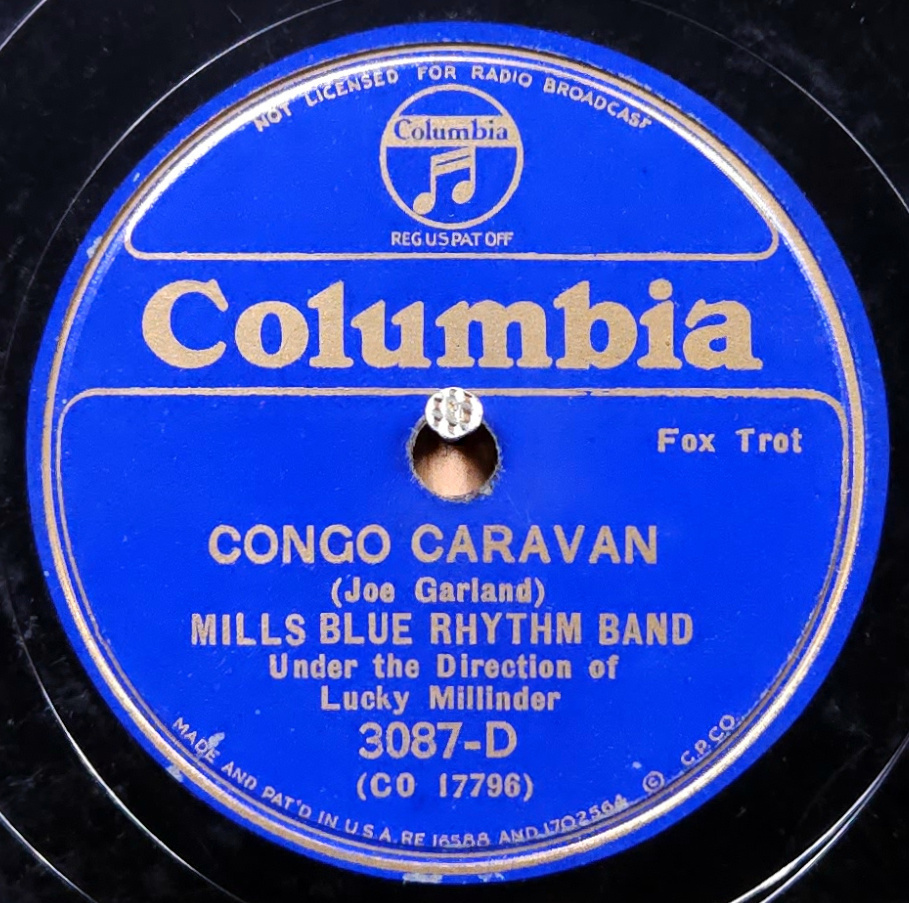 NOT LICENSED FOR RADIO BROADCAST
Columbia
REG US PAT OFF
Columbia
Fox Trot
CONGO CARAVAN
(Joe Garland)
MILLS BLUE RHYTHM BAND
Under the Direction of
Lucky Millinder
3087-D
(CO 17796)
MADE AND PAT'D IN U.S.A. RE 16588 AND 1702564 © C.P.CO.